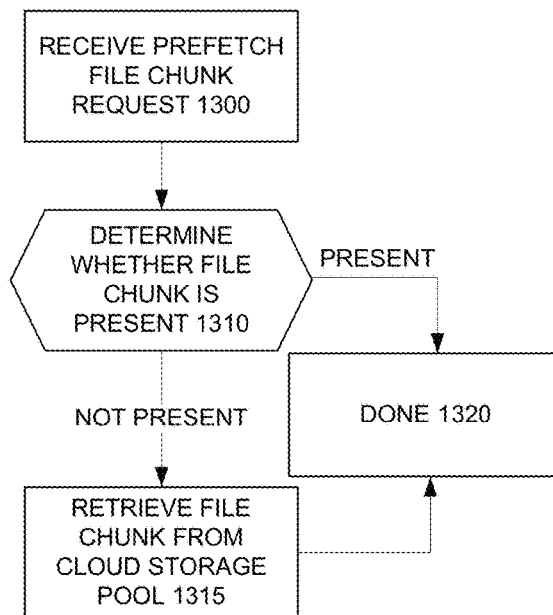 RECEIVE PREFETCH
FILE CHUNK
REQUEST 1300
DETERMINE
WHETHER FILE
CHUNK IS
PRESENT 1310
PRESENT
DONE 1320
NOT PRESENT
RETRIEVE FILE
CHUNK FROM
CLOUD STORAGE
POOL 1315